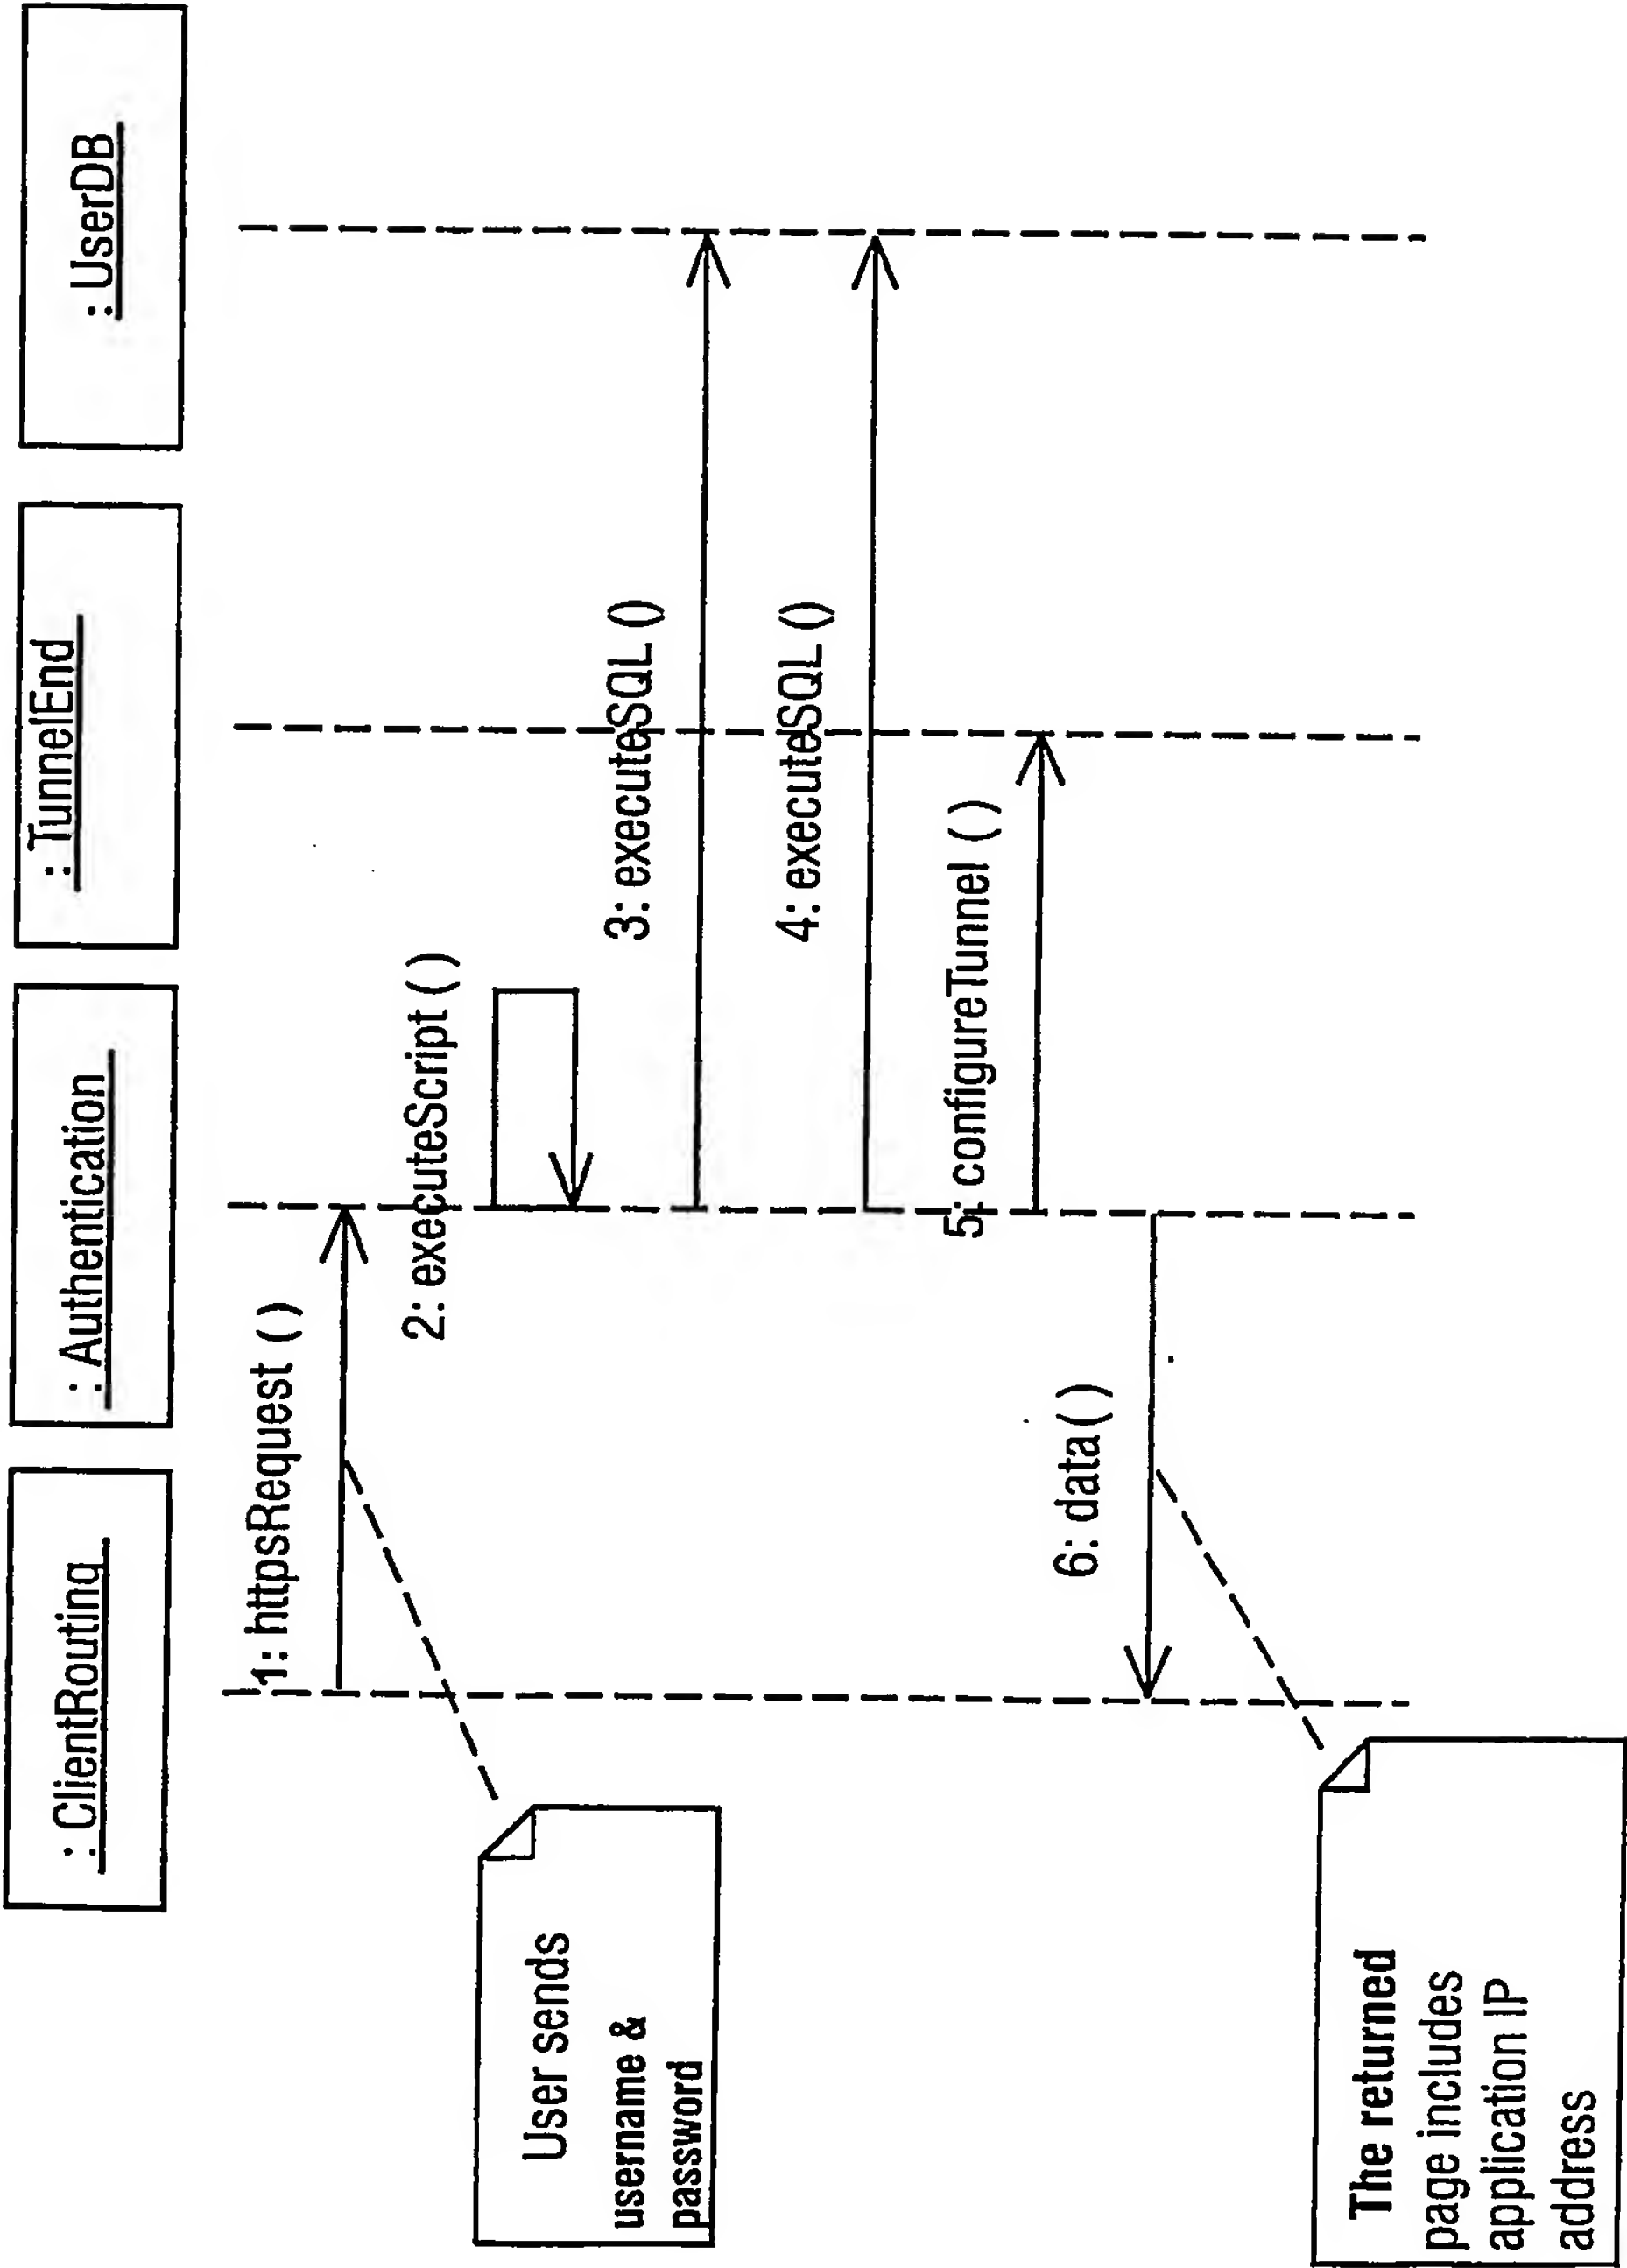 : ClientRouting
: Authentication
: TunnelEnd
: UserDB
1: httpsRequest ( )
User sends
username &
password
2: executeScript ( )
3: executeSQL ()
4: executeSQL ()
5: configureTunnel ( )
6: data ( )
The returned
page includes
application IP
address